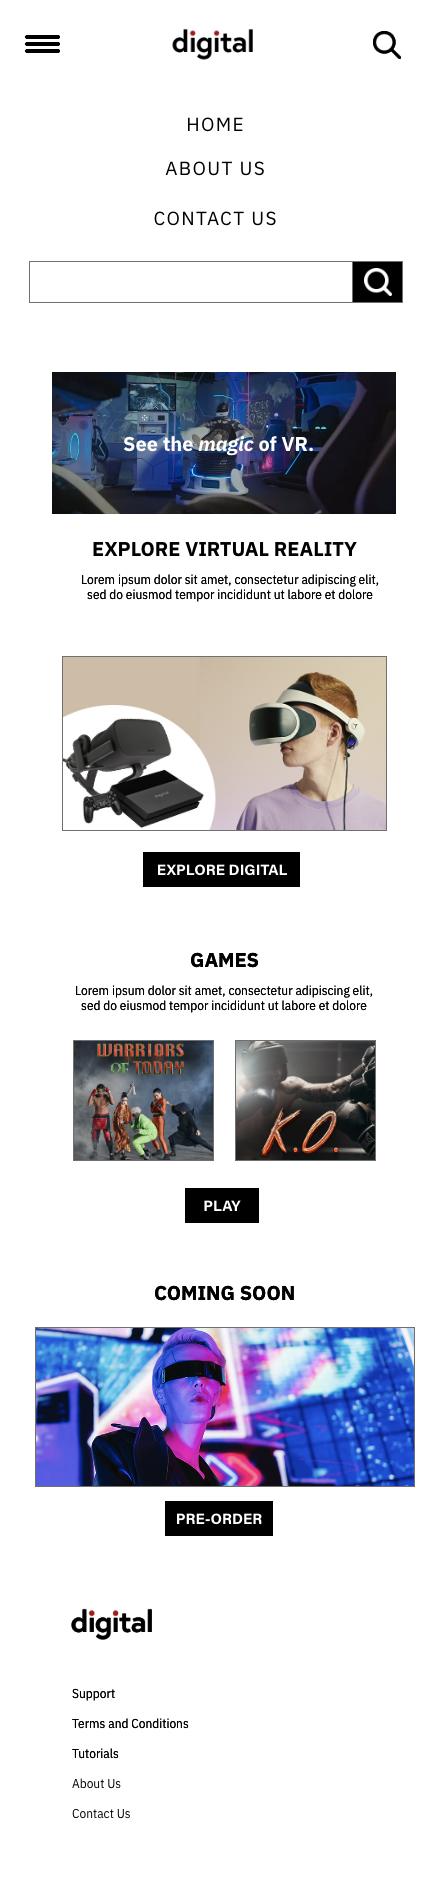 digital
HOME
ABOUT US
CONTACT US
See the magic of VR.
EXPLORE VIRTUAL REALITY
Lorem ipsum dolor sit amet, consectetur adipiscing elit,
sed do eiusmod tempor incididunt ut labore et dolore
digital
EXPLORE DIGITAL
GAMES
Lorem ipsum dolor sit amet, consectetur adipiscing elit,
sed do eiusmod tempor incididunt ut labore et dolore
WARRIORS
OF TODAY
K.O.
PLAY
COMING SOON
PRE-ORDER
digital
Support
Terms and Conditions
Tutorials
About Us
Contact Us